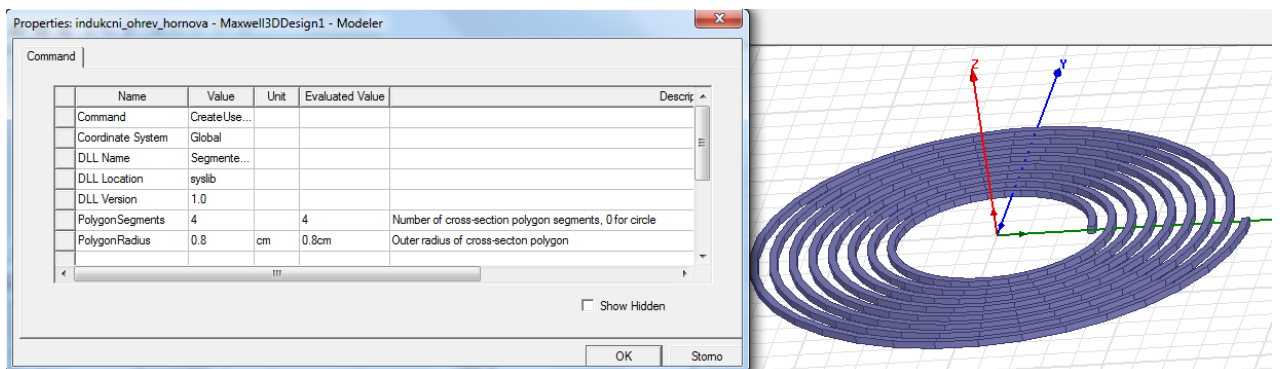 Properties: indukcni_ohrev_hornova - Maxwell3DDesign1 - Modeler
Command
Name Value Unit Evaluated Value Descrip
Command CreateUse...
Coordinate System Global
DLL Name Segmente...
DLL Location syslib
DLL Version 1.0
PolygonSegments 4 4 Number of cross-section polygon segments, 0 for circle
PolygonRadius 0.8 cm 0.8cm Outer radius of cross-secton polygon
Show Hidden
OK Storno
Z Y